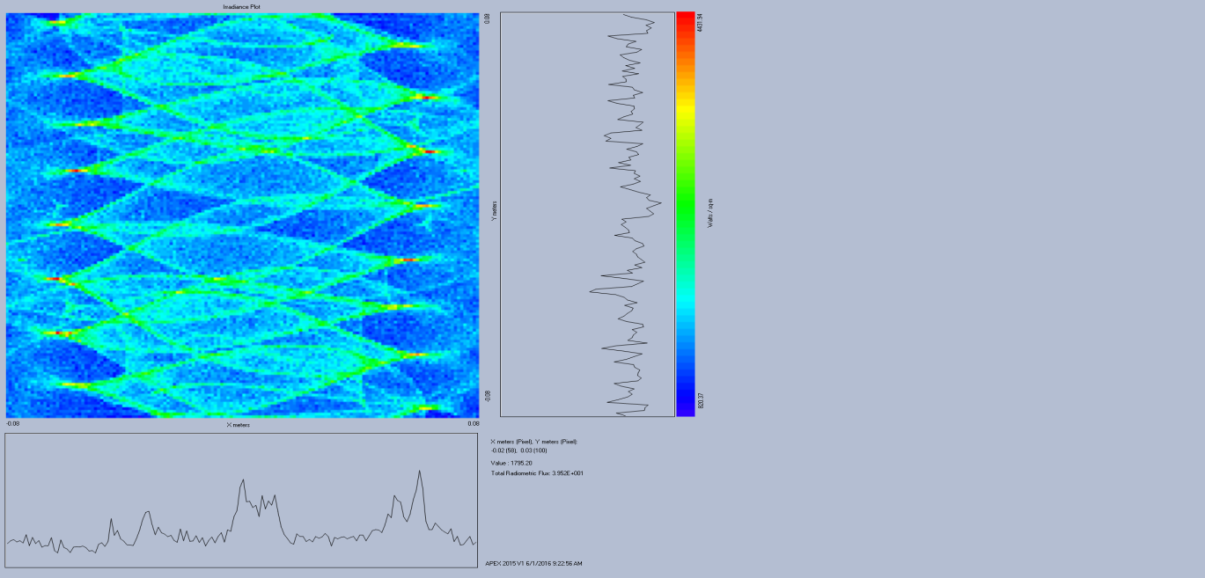 Irradiance Plot
0.08
4431.94
Y meters
Watts / sqm
-0.08
820.37
-0.08
X meters
0.08
X meters (Pixel), Y meters (Pixel)
-0.02 (50), 0.03 (100)
Value : 1795.20
Total Radiometric Flux: 3.952E+001
APEX 2015 V1 6/1/2016 9:22:56 AM